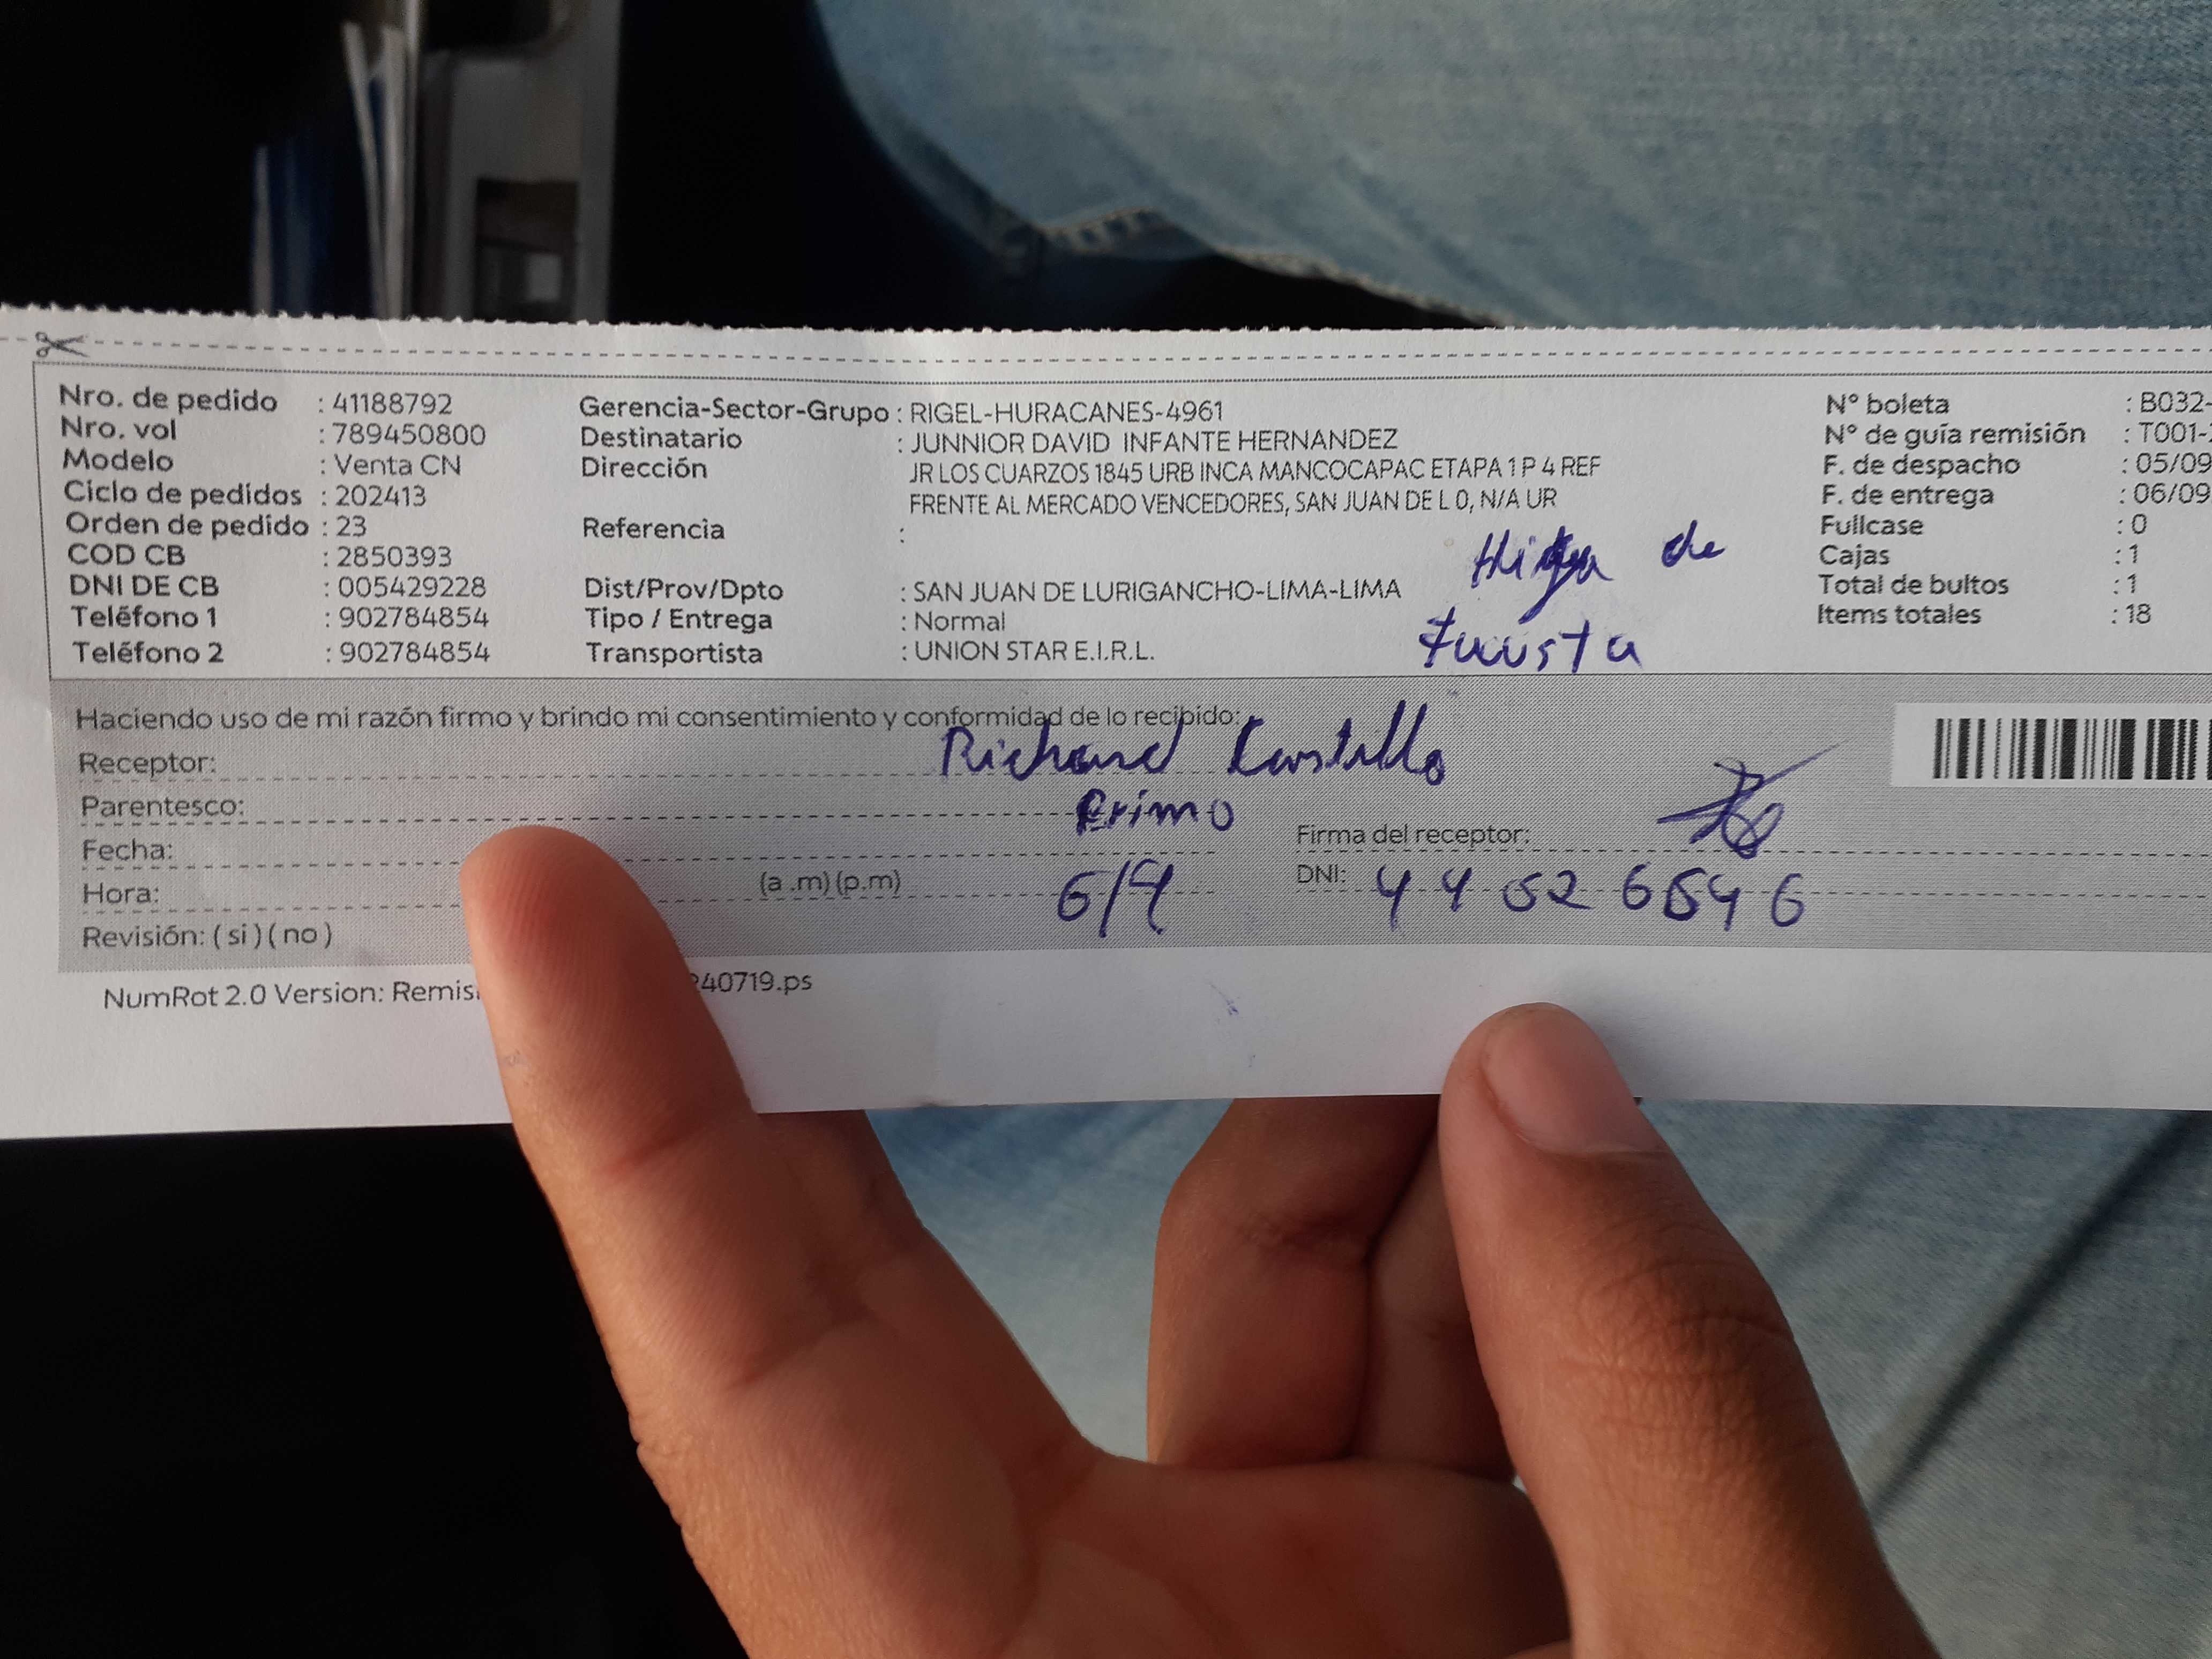 Nro. de pedido : 41188792
Nro. vol : 789450800
Modelo : Venta CN
Ciclo de pedidos : 202413
Orden de pedido : 23
COD CB : 2850393
DNI DE CB : 005429228
Teléfono 1 : 902784854
Teléfono 2 : 902784854
Gerencia-Sector-Grupo : RIGEL-HURACANES-4961
Destinatario : JUNNIOR DAVID INFANTE HERNANDEZ
Dirección JR LOS CUARZOS 1845 URB INCA MANCOCAPAC ETAPA 1 P 4 REF
FRENTE AL MERCADO VENCEDORES, SAN JUAN DE L 0, N/A UR
Referencia :
Dist/Prov/Dpto : SAN JUAN DE LURIGANCHO-LIMA-LIMA
Tipo / Entrega : Normal
Transportista : UNION STAR E.I.R.L.
de
N° boleta : B032-
N° de guía remisión : T001-
F. de despacho : 05/09
F. de entrega : 06/09
Fullcase : 0
Cajas : 1
Total de bultos : 1
Items totales : 18
Haciendo uso de mi razón firmo y brindo mi consentimiento y conformidad de lo recibido:
Receptor: Richard Castillo
Parentesco: Primo
Fecha:
Hora: (a .m) (p.m) 6/9
Revisión: ( si ) ( no )
Firma del receptor:
DNI: 44526546
NumRot 2.0 Version: Remis 240719.ps